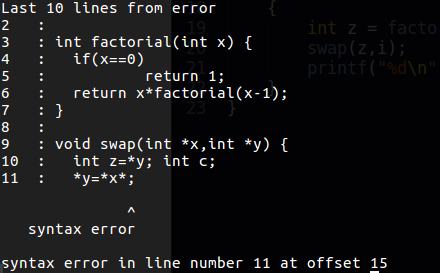 Last 10 lines from error
2 :
3 : int factorial(int x) {
4 : if(x==0)
5 : return 1;
6 : return x*factorial(x-1);
7 : }
8 :
9 : void swap(int *x,int *y) {
10 : int z=*y; int c;
11 : *y=*x*;
^
syntax error
syntax error in line number 11 at offset 15
{
19 int z = facto
20 swap(z,i);
21 printf("%d\n"
23 }